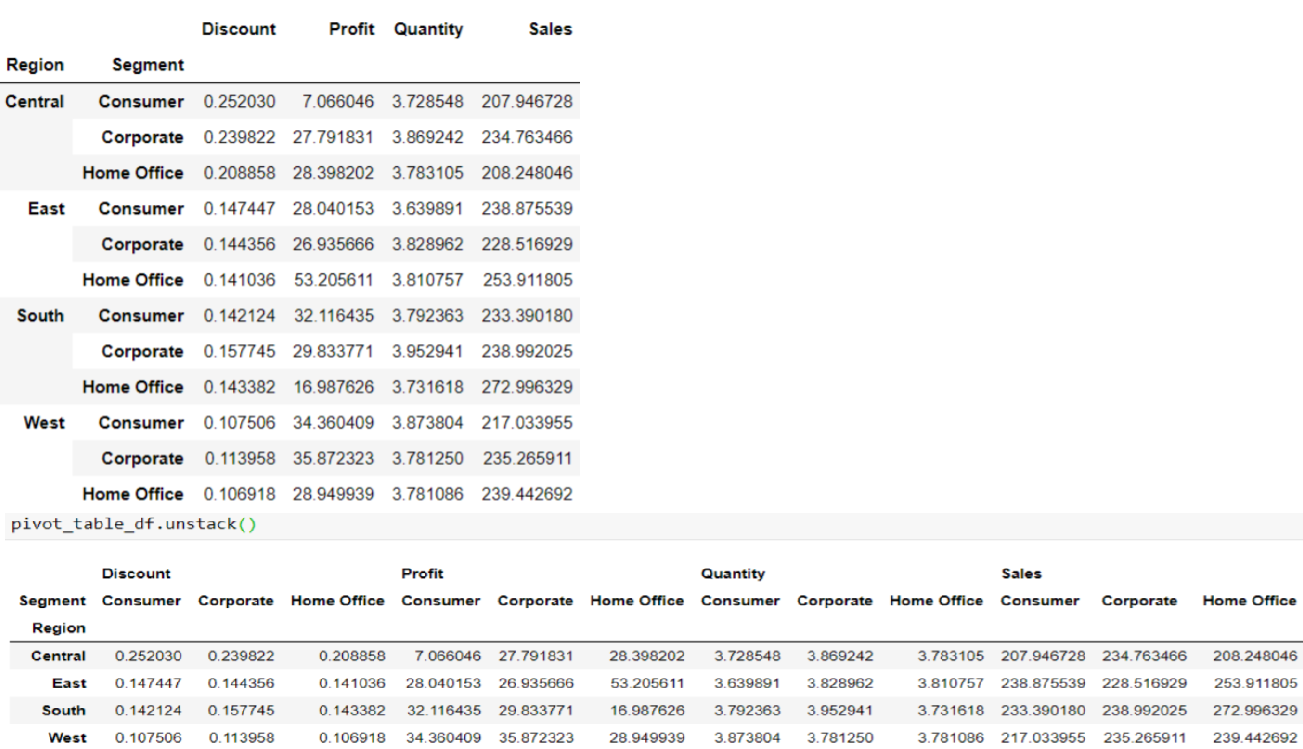 Discount Profit Quantity Sales
Region Segment
Central Consumer 0.252030 7.066046 3.728548 207.946728
Corporate 0.239822 27.791831 3.869242 234.763466
Home Office 0.208858 28.398202 3.783105 208.248046
East Consumer 0.147447 28.040153 3.639891 238.875539
Corporate 0.144356 26.935666 3.828962 228.516929
Home Office 0.141036 53.205611 3.810757 253.911805
South Consumer 0.142124 32.116435 3.792363 233.390180
Corporate 0.157745 29.833771 3.952941 238.992025
Home Office 0.143382 16.987626 3.731618 272.996329
West Consumer 0.107506 34.360409 3.873804 217.033955
Corporate 0.113958 35.872323 3.781250 235.265911
Home Office 0.106918 28.949939 3.781086 239.442692
pivot_table_df.unstack()
Discount Profit Quantity Sales
Segment Consumer Corporate Home Office Consumer Corporate Home Office Consumer Corporate Home Office Consumer Corporate Home Office
Region
Central 0.252030 0.239822 0.208858 7.066046 27.791831 28.398202 3.728548 3.869242 3.783105 207.946728 234.763466 208.248046
East 0.147447 0.144356 0.141036 28.040153 26.935666 53.205611 3.639891 3.828962 3.810757 238.875539 228.516929 253.911805
South 0.142124 0.157745 0.143382 32.116435 29.833771 16.987626 3.792363 3.952941 3.731618 233.390180 238.992025 272.996329
West 0.107506 0.113958 0.106918 34.360409 35.872323 28.949939 3.873804 3.781250 3.781086 217.033955 235.265911 239.442692